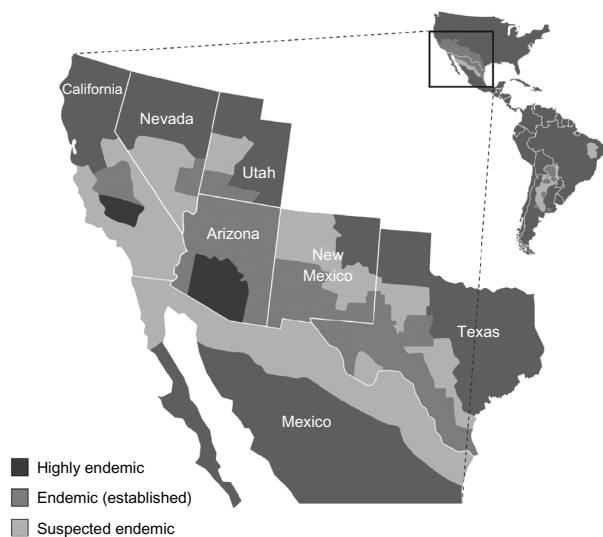 California
Nevada
Utah
Arizona
New
Mexico
Texas
Mexico
Highly endemic
Endemic (established)
Suspected endemic